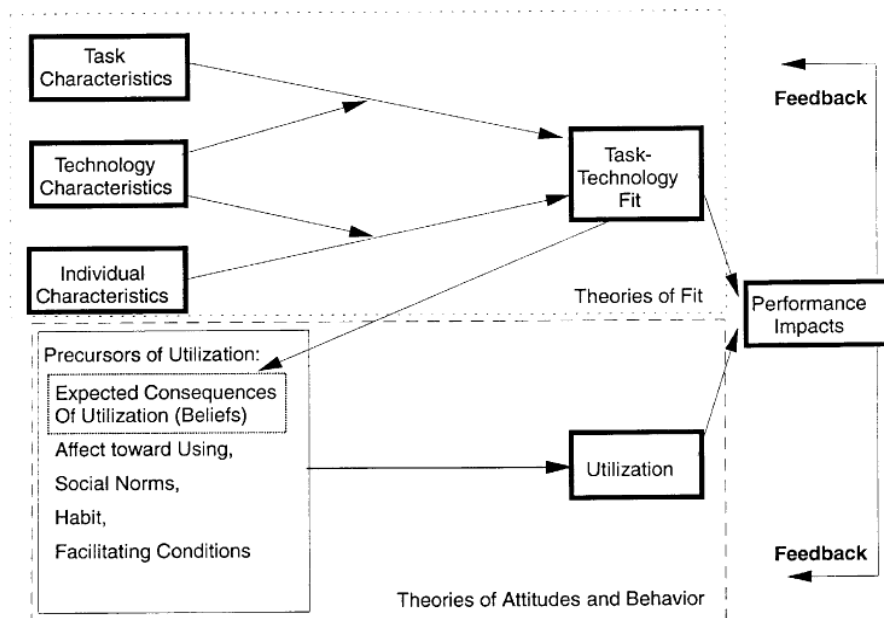 Task
Characteristics
Feedback
Technology
Characteristics
Task-
Technology
Fit
Individual
Characteristics
Theories of Fit
Performance
Impacts
Precursors of Utilization:
Expected Consequences
Of Utilization (Beliefs)
Affect toward Using,
Utilization
Social Norms,
Habit,
Facilitating Conditions
Feedback
Theories of Attitudes and Behavior